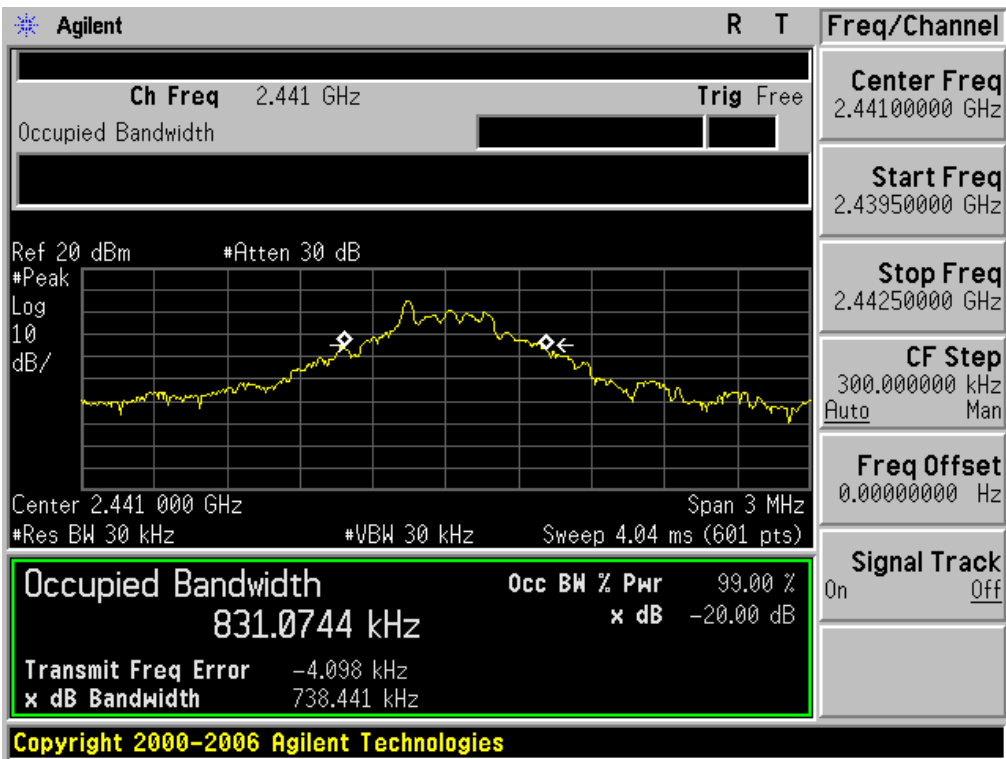 Agilent R T
Ch Freq 2.441 GHz Trig Free
Occupied Bandwidth
Ref 20 dBm #Atten 30 dB
#Peak
Log
10
dB/
Center 2.441 000 GHz Span 3 MHz
#Res BW 30 kHz #VBW 30 kHz Sweep 4.04 ms (601 pts)
Occupied Bandwidth Occ BW % Pwr 99.00 %
831.0744 kHz x dB -20.00 dB
Transmit Freq Error -4.098 kHz
x dB Bandwidth 738.441 kHz
Copyright 2000-2006 Agilent Technologies
Freq/Channel
Center Freq
2.44100000 GHz
Start Freq
2.43950000 GHz
Stop Freq
2.44250000 GHz
CF Step
300.000000 kHz
Auto Man
Freq Offset
0.00000000 Hz
Signal Track
On Off